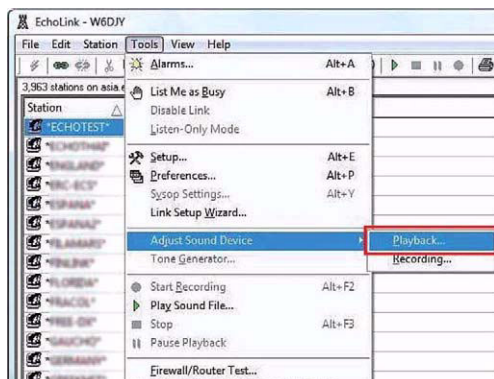 EchoLink - W6DJY
File Edit Station Tools View Help
3,963 stations on asia.e
Station
*ECHOTEST*
Alarms... Alt+A
List Me as Busy Alt+B
Disable Link
Listen-Only Mode
Setup... Alt+E
Preferences... Alt+P
Sysop Settings... Alt+Y
Link Setup Wizard...
Adjust Sound Device
Playback...
Recording...
Tone Generator...
Start Recording Alt+F2
Play Sound File...
Stop Alt+F3
Pause Playback
Firewall/Router Test...